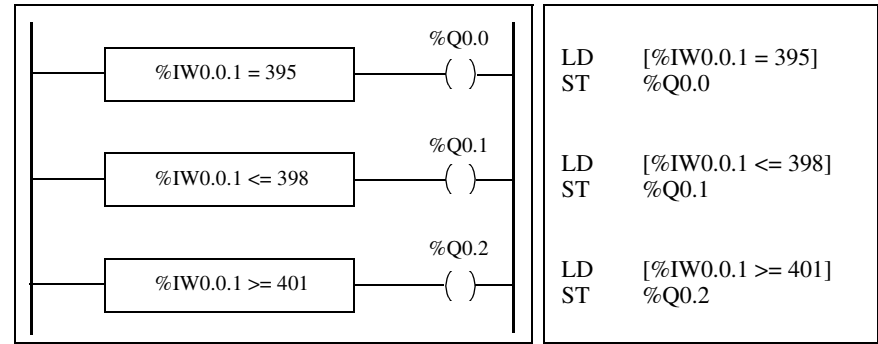 %Q0.0
%IW0.0.1 = 395
( )
%Q0.1
%IW0.0.1 <= 398
( )
%Q0.2
%IW0.0.1 >= 401
( )
LD [%IW0.0.1 = 395]
ST %Q0.0
LD [%IW0.0.1 <= 398]
ST %Q0.1
LD [%IW0.0.1 >= 401]
ST %Q0.2